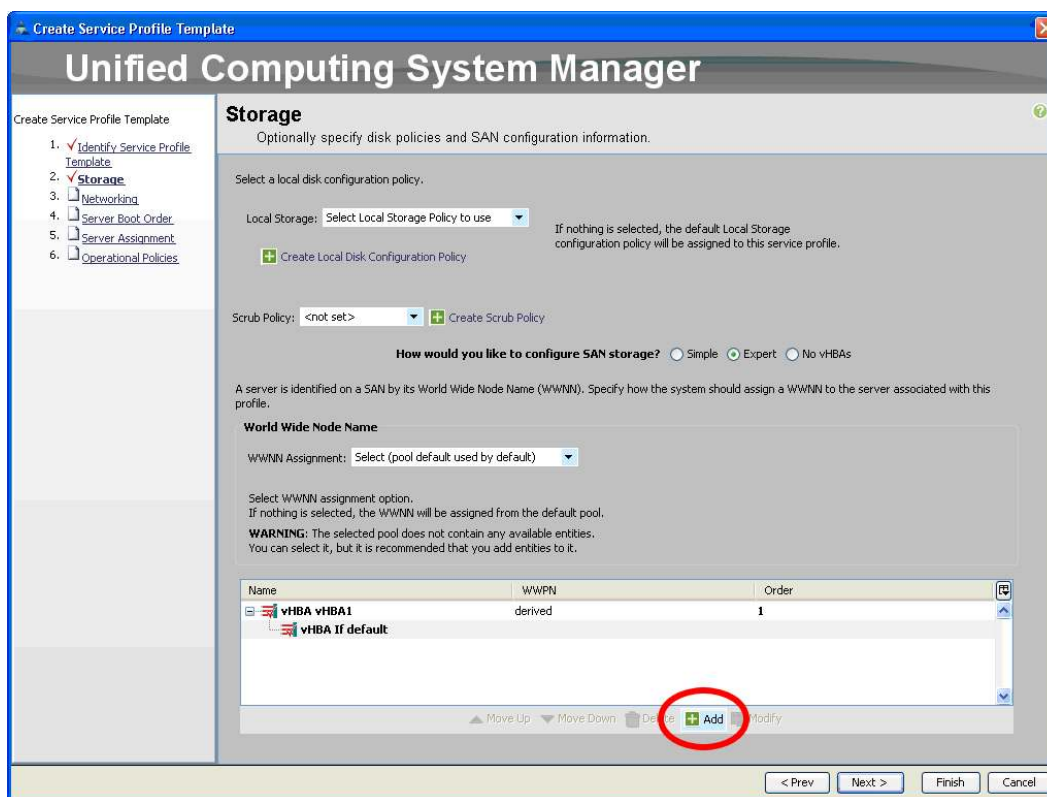 Create Service Profile Template
Unified Computing System Manager
Create Service Profile Template
1. Identify Service Profile
Template
2. Storage
3. Networking
4. Server Boot Order
5. Server Assignment
6. Operational Policies
Storage
Optionally specify disk policies and SAN configuration information.
Select a local disk configuration policy.
Local Storage: Select Local Storage Policy to use
If nothing is selected, the default Local Storage
configuration policy will be assigned to this service profile.
Create Local Disk Configuration Policy
Scrub Policy: <not set> Create Scrub Policy
How would you like to configure SAN storage? Simple Expert No vHBAs
A server is identified on a SAN by its World Wide Node Name (WWNN). Specify how the system should assign a WWNN to the server associated with this
profile.
World Wide Node Name
WWNN Assignment: Select (pool default used by default)
Select WWNN assignment option.
If nothing is selected, the WWNN will be assigned from the default pool.
WARNING: The selected pool does not contain any available entities.
You can select it, but it is recommended that you add entities to it.
Name WWPN Order
vHBA vHBA1 derived 1
vHBA If default
Move Up Move Down Delete Add Modify
< Prev Next > Finish Cancel